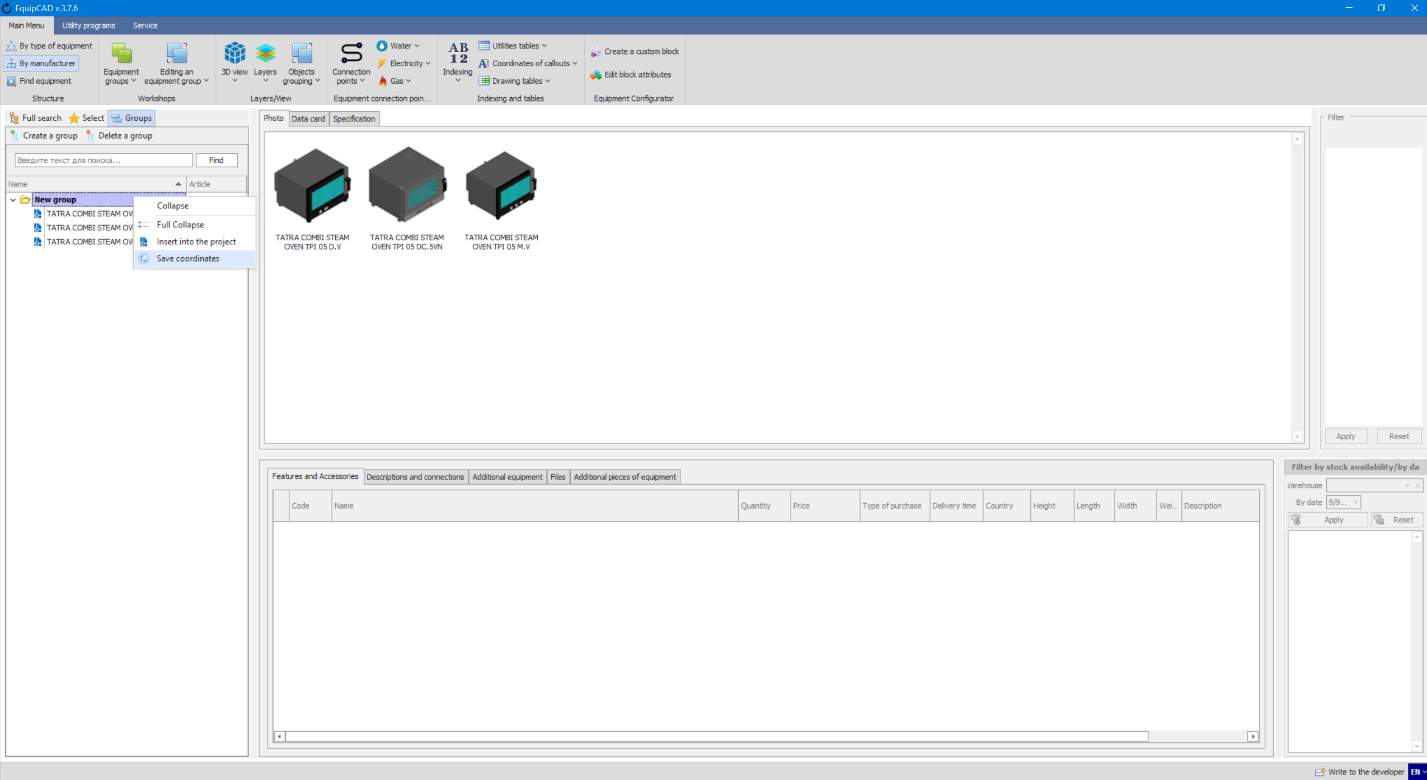 EquipCAD v.3.7.6
Main Menu Utility programs Service
By type of equipment
By manufacturer
Find equipment
Structure
Equipment groups
Editing an equipment group
Workshops
3D view
Layers
Objects grouping
Layers/View
Connection points
Water
Electricity
Gas
Equipment connection poin...
AB
12
Indexing
Utilities tables
Coordinates of callouts
Drawing tables
Indexing and tables
Create a custom block
Edit block attributes
Equipment Configurator
Full search Select Groups
Create a group Delete a group
Введите текст для поиска... Find
Name Article
New group
TATRA COMBI STEAM OV
TATRA COMBI STEAM OV
TATRA COMBI STEAM OV
Collapse
Full Collapse
Insert into the project
Save coordinates
Photo Data card Specification
TATRA COMBI STEAM
OVEN TPI 05 D.V
TATRA COMBI STEAM
OVEN TPI 05 DC.5VN
TATRA COMBI STEAM
OVEN TPI 05 M.V
Filter
Apply Reset
Features and Accessories Descriptions and connections Additional equipment Files Additional pieces of equipment
Code Name Quantity Price Type of purchase Delivery time Country Height Length Width Wei... Description
Filter by stock availability/by da
Varehouse
By date 9/9...
Apply Reset
Write to the developer EN